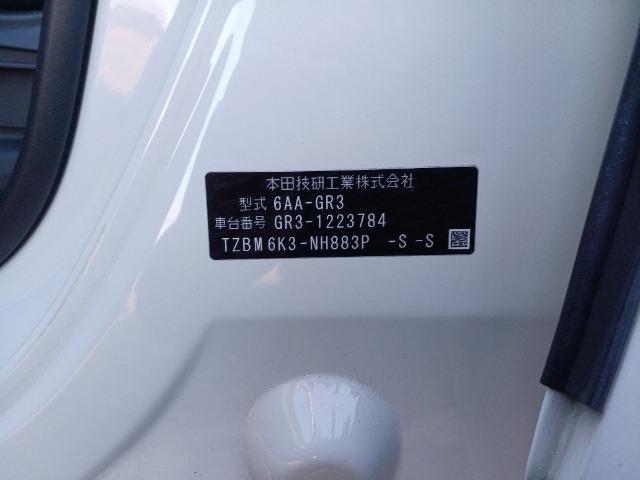 本田技研工業株式会社
型式 6AA-GR3
車台番号 GR3-1223784
TZBM6K3-NH883P -S -S